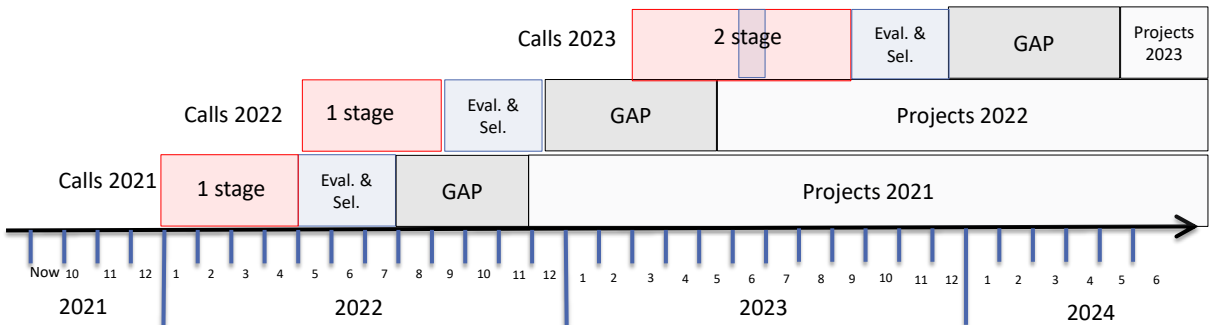 Calls 2023
2 stage
Eval. &
Sel.
GAP
Projects
2023
Calls 2022
1 stage
Eval. &
Sel.
GAP
Projects 2022
Calls 2021
1 stage
Eval. &
Sel.
GAP
Projects 2021
Now 10 11 12 1 2 3 4 5 6 7 8 9 10 11 12 1 2 3 4 5 6 7 8 9 10 11 12 1 2 3 4 5 6
2021 2022 2023 2024